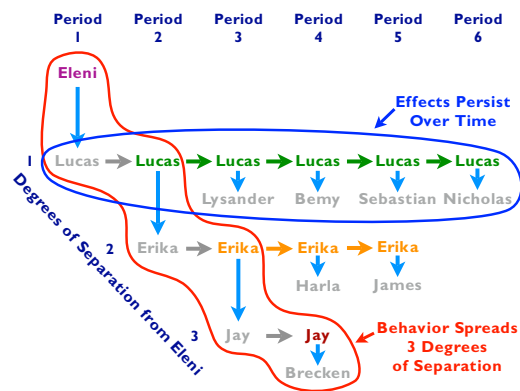 Period Period Period Period Period Period
1 2 3 4 5 6
Eleni
Effects Persist
Over Time
1 Lucas Lucas Lucas Lucas Lucas Lucas
Lysander Bemy Sebastian Nicholas
Degrees of Separation from Eleni
2 Erika Erika Erika Erika
Harla James
3 Jay Jay
Brecken
Behavior Spreads
3 Degrees
of Separation